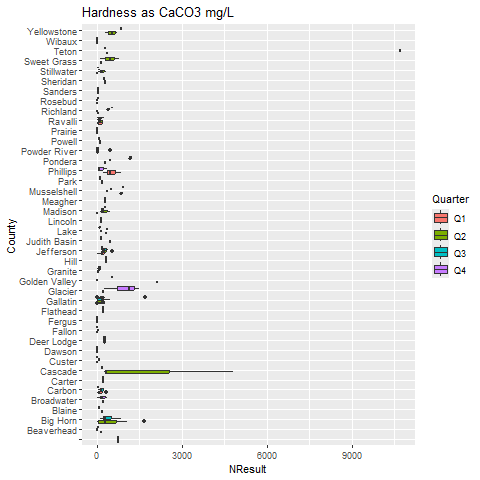 Hardness as CaCO3 mg/L
Yellowstone
Wibaux
Teton
Sweet Grass
Stillwater
Sheridan
Sanders
Rosebud
Richland
Ravalli
Prairie
Powell
Powder River
Pondera
Phillips
Park
Musselshell
Meagher
Madison
Lincoln
Lake
Judith Basin
Jefferson
Hill
Granite
Golden Valley
Glacier
Gallatin
Flathead
Fergus
Fallon
Deer Lodge
Dawson
Custer
Cascade
Carter
Carbon
Broadwater
Blaine
Big Horn
Beaverhead
County
0 3000 6000 9000
NResult
Quarter
Q1
Q2
Q3
Q4